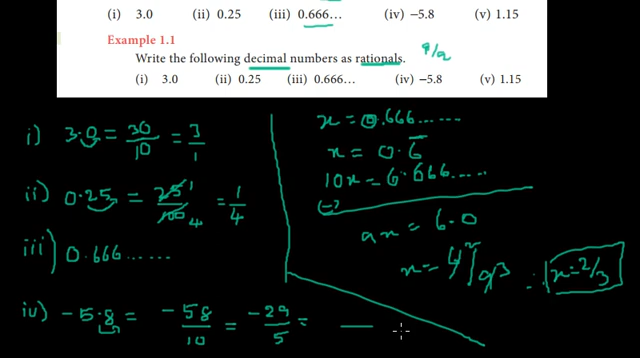 (i) 3.0 (ii) 0.25 (iii) 0.666... (iv) −5.8 (v) 1.15
Example 1.1
Write the following decimal numbers as rationals. p/q
(i) 3.0 (ii) 0.25 (iii) 0.666... (iv) −5.8 (v) 1.15
i) 3.0 = 30/10 = 3/1
ii) 0.25 = 25 1/100 4 = 1/4
iii) 0.666......
iv) −5.8 = −58/10 = −29/5 =
x = 0.666......
x = 0.6̅
10x = 6.666.....
(−)
9x = 6.0
x = 6 2/9 3 ∴ x = 2/3